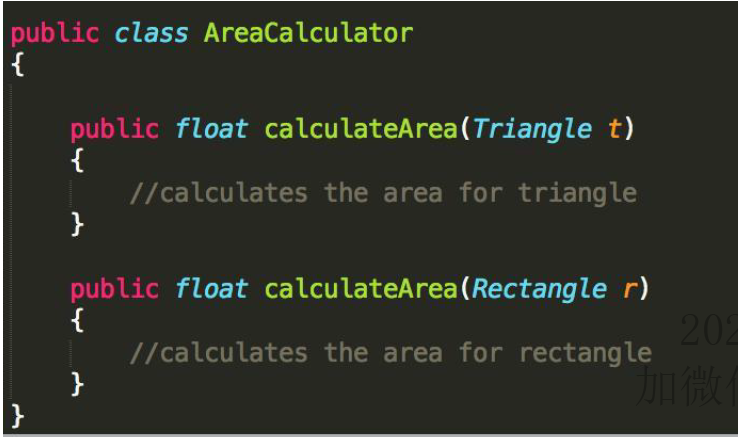 public class AreaCalculator
{
public float calculateArea(Triangle t)
{
//calculates the area for triangle
}
public float calculateArea(Rectangle r)
{
//calculates the area for rectangle
}
}
202
加微